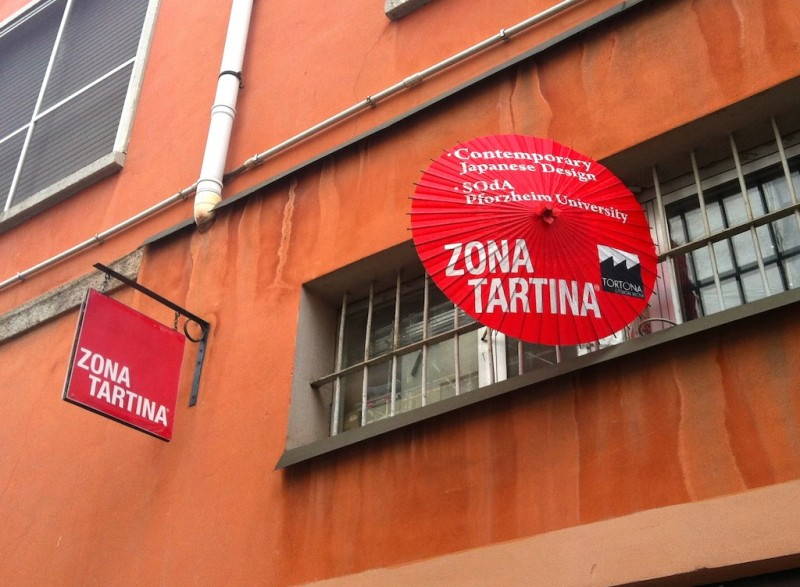 · Contemporary
Japanese Design
· SOdA
Pforzheim University
ZONA
TARTINA®
TORTONA
ZONA
TARTINA®